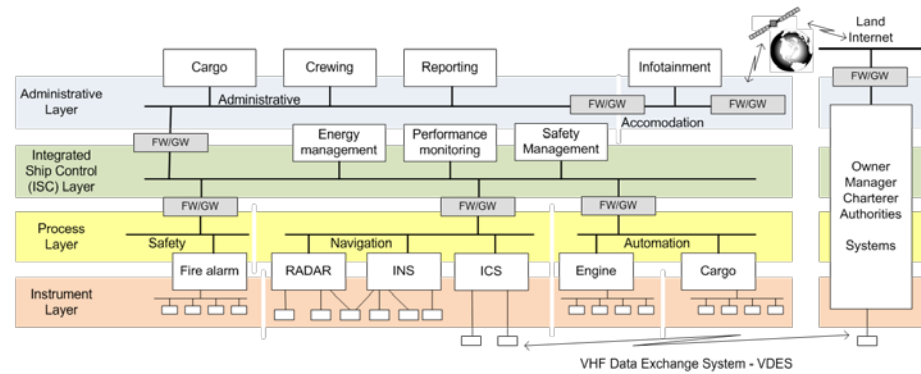 Land
Internet
Cargo
Crewing
Reporting
Infotainment
FW/GW
Administrative
Layer
Administrative
FW/GW
FW/GW
Accomodation
FW/GW
Energy
management
Performance
monitoring
Safety
Management
Integrated
Ship Control
(ISC) Layer
Owner
Manager
Charterer
Authorities
Systems
FW/GW
FW/GW
FW/GW
Process
Layer
Safety
Navigation
Automation
Fire alarm
RADAR
INS
ICS
Engine
Cargo
Instrument
Layer
VHF Data Exchange System - VDES